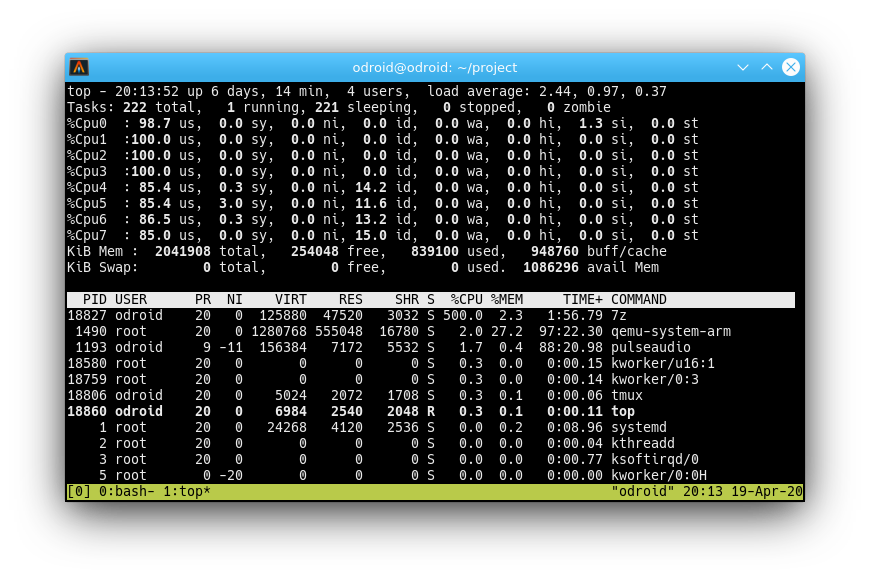 odroid@odroid: ~/project
top - 20:13:52 up 6 days, 14 min,  4 users,  load average: 2.44, 0.97, 0.37
Tasks: 222 total,   1 running, 221 sleeping,   0 stopped,   0 zombie
%Cpu0  : 98.7 us,  0.0 sy,  0.0 ni,  0.0 id,  0.0 wa,  0.0 hi,  1.3 si,  0.0 st
%Cpu1  :100.0 us,  0.0 sy,  0.0 ni,  0.0 id,  0.0 wa,  0.0 hi,  0.0 si,  0.0 st
%Cpu2  :100.0 us,  0.0 sy,  0.0 ni,  0.0 id,  0.0 wa,  0.0 hi,  0.0 si,  0.0 st
%Cpu3  :100.0 us,  0.0 sy,  0.0 ni,  0.0 id,  0.0 wa,  0.0 hi,  0.0 si,  0.0 st
%Cpu4  : 85.4 us,  0.3 sy,  0.0 ni, 14.2 id,  0.0 wa,  0.0 hi,  0.0 si,  0.0 st
%Cpu5  : 85.4 us,  3.0 sy,  0.0 ni, 11.6 id,  0.0 wa,  0.0 hi,  0.0 si,  0.0 st
%Cpu6  : 86.5 us,  0.3 sy,  0.0 ni, 13.2 id,  0.0 wa,  0.0 hi,  0.0 si,  0.0 st
%Cpu7  : 85.0 us,  0.0 sy,  0.0 ni, 15.0 id,  0.0 wa,  0.0 hi,  0.0 si,  0.0 st
KiB Mem :  2041908 total,   254048 free,   839100 used,   948760 buff/cache
KiB Swap:        0 total,        0 free,        0 used.  1086296 avail Mem
  PID USER      PR  NI    VIRT    RES    SHR S  %CPU %MEM     TIME+ COMMAND
18827 odroid    20   0  125880  47520   3032 S 500.0  2.3   1:56.79 7z
 1490 root      20   0 1280768 555048  16780 S   2.0 27.2  97:22.30 qemu-system-arm
 1193 odroid     9 -11  156384   7172   5532 S   1.7  0.4  88:20.98 pulseaudio
18580 root      20   0       0      0      0 S   0.3  0.0   0:00.15 kworker/u16:1
18759 root      20   0       0      0      0 S   0.3  0.0   0:00.14 kworker/0:3
18806 odroid    20   0    5024   2072   1708 S   0.3  0.1   0:00.06 tmux
18860 odroid    20   0    6984   2540   2048 R   0.3  0.1   0:00.11 top
    1 root      20   0   24268   4120   2536 S   0.0  0.2   0:08.96 systemd
    2 root      20   0       0      0      0 S   0.0  0.0   0:00.04 kthreadd
    3 root      20   0       0      0      0 S   0.0  0.0   0:00.77 ksoftirqd/0
    5 root       0 -20       0      0      0 S   0.0  0.0   0:00.00 kworker/0:0H
[0] 0:bash- 1:top*                                                  "odroid" 20:13 19-Apr-20